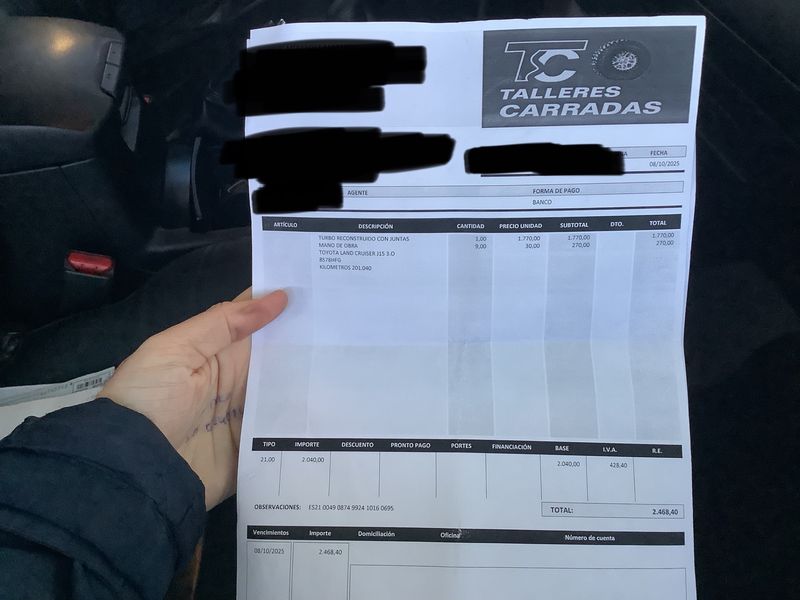 TSC
TALLERES
CARRADAS
FECHA
08/10/2025
AGENTE FORMA DE PAGO
BANCO
ARTÍCULO DESCRIPCIÓN CANTIDAD PRECIO UNIDAD SUBTOTAL DTO. TOTAL
TURBO RECONSTRUIDO CON JUNTAS 1,00 1.770,00 1.770,00 1.770,00
MANO DE OBRA 9,00 30,00 270,00 270,00
TOYOTA LAND CRUISER J15 3.O
8578HFG
KILOMETROS 201.040
TIPO IMPORTE DESCUENTO PRONTO PAGO PORTES FINANCIACIÓN BASE I.V.A. R.E.
21,00 2.040,00 2.040,00 428,40
OBSERVACIONES: ES21 0049 0874 9924 1016 0695
TOTAL: 2.468,40
Vencimientos Importe Domiciliación Oficina Número de cuenta
08/10/2025 2.468,40